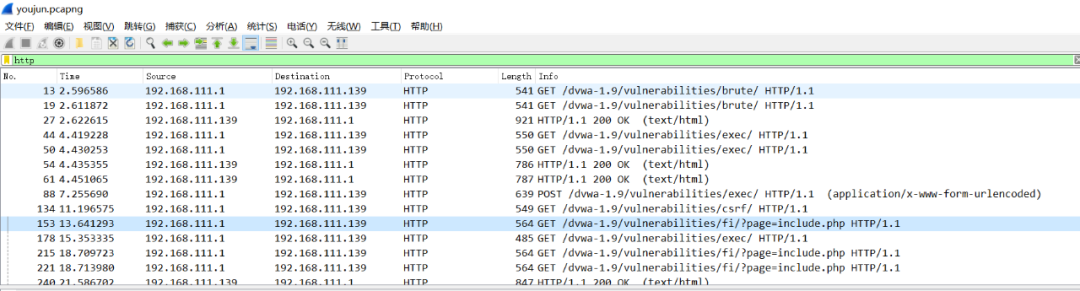 youjun.pcapng
文件(F) 编辑(E) 视图(V) 跳转(G) 捕获(C) 分析(A) 统计(S) 电话(Y) 无线(W) 工具(T) 帮助(H)
http
No. Time Source Destination Protocol Length Info
13 2.596586 192.168.111.1 192.168.111.139 HTTP 541 GET /dvwa-1.9/vulnerabilities/brute/ HTTP/1.1
19 2.611872 192.168.111.1 192.168.111.139 HTTP 541 GET /dvwa-1.9/vulnerabilities/brute/ HTTP/1.1
27 2.622615 192.168.111.139 192.168.111.1 HTTP 921 HTTP/1.1 200 OK (text/html)
44 4.419228 192.168.111.1 192.168.111.139 HTTP 550 GET /dvwa-1.9/vulnerabilities/exec/ HTTP/1.1
50 4.430253 192.168.111.1 192.168.111.139 HTTP 550 GET /dvwa-1.9/vulnerabilities/exec/ HTTP/1.1
54 4.435355 192.168.111.139 192.168.111.1 HTTP 786 HTTP/1.1 200 OK (text/html)
61 4.451065 192.168.111.139 192.168.111.1 HTTP 787 HTTP/1.1 200 OK (text/html)
88 7.255690 192.168.111.1 192.168.111.139 HTTP 639 POST /dvwa-1.9/vulnerabilities/exec/ HTTP/1.1 (application/x-www-form-urlencoded)
134 11.196575 192.168.111.1 192.168.111.139 HTTP 549 GET /dvwa-1.9/vulnerabilities/csrf/ HTTP/1.1
153 13.641293 192.168.111.1 192.168.111.139 HTTP 564 GET /dvwa-1.9/vulnerabilities/fi/?page=include.php HTTP/1.1
178 15.353335 192.168.111.1 192.168.111.139 HTTP 485 GET /dvwa-1.9/vulnerabilities/exec/ HTTP/1.1
215 18.709723 192.168.111.1 192.168.111.139 HTTP 564 GET /dvwa-1.9/vulnerabilities/fi/?page=include.php HTTP/1.1
221 18.713980 192.168.111.1 192.168.111.139 HTTP 564 GET /dvwa-1.9/vulnerabilities/fi/?page=include.php HTTP/1.1
240 21.586702 192.168.111.139 192.168.111.1 HTTP 847 HTTP/1.1 200 OK (text/html)